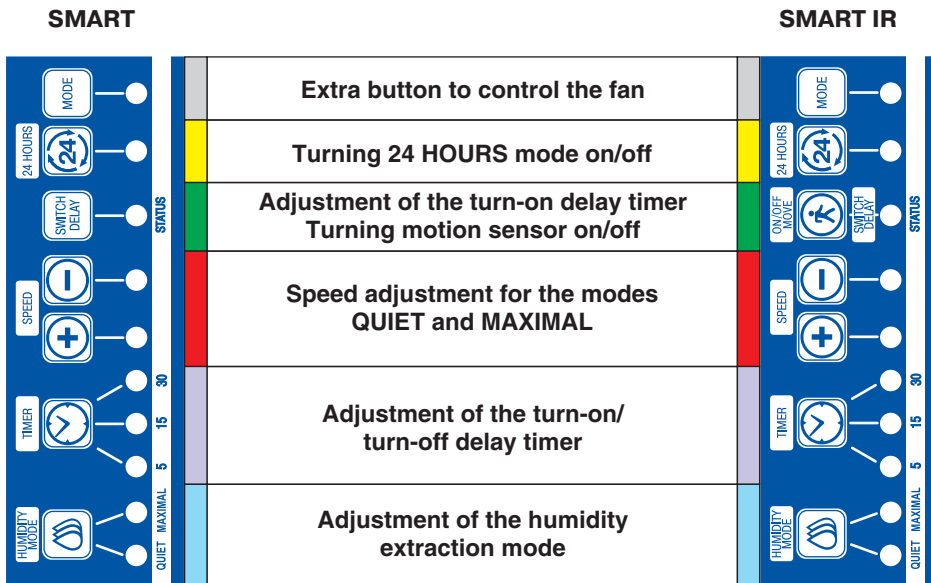 SMART
SMART IR
MODE
24 HOURS
24
SWITCH
DELAY
STATUS
SPEED
TIMER
30
15
5
HUMIDITY
MODE
MAXIMAL
QUIET
Extra button to control the fan
Turning 24 HOURS mode on/off
Adjustment of the turn-on delay timer
Turning motion sensor on/off
Speed adjustment for the modes
QUIET and MAXIMAL
Adjustment of the turn-on/
turn-off delay timer
Adjustment of the humidity
extraction mode
MODE
24 HOURS
24
ON/OFF
MOVE
SWITCH
DELAY
STATUS
SPEED
TIMER
30
15
5
HUMIDITY
MODE
MAXIMAL
QUIET